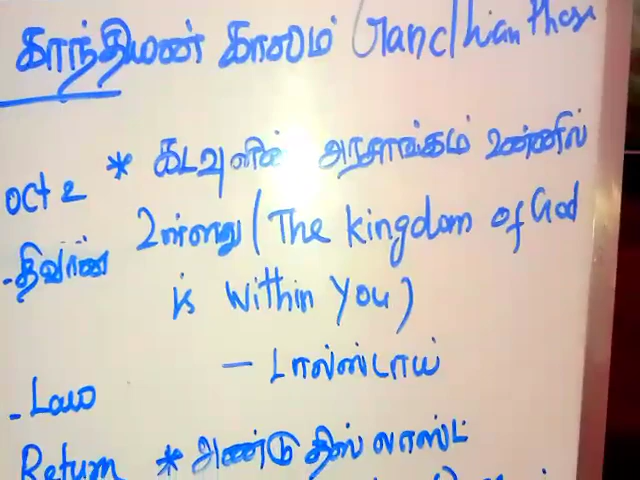 காந்தியின் காலம் (Gandhian Phase
Oct 2 * கடவுளின் அரசாங்கம் உன்னில்
உள்ளது (The kingdom of God
is within you)
- டால்ஸ்டாய்
- Law
Return * அண்டு திஸ் லாஸ்ட்